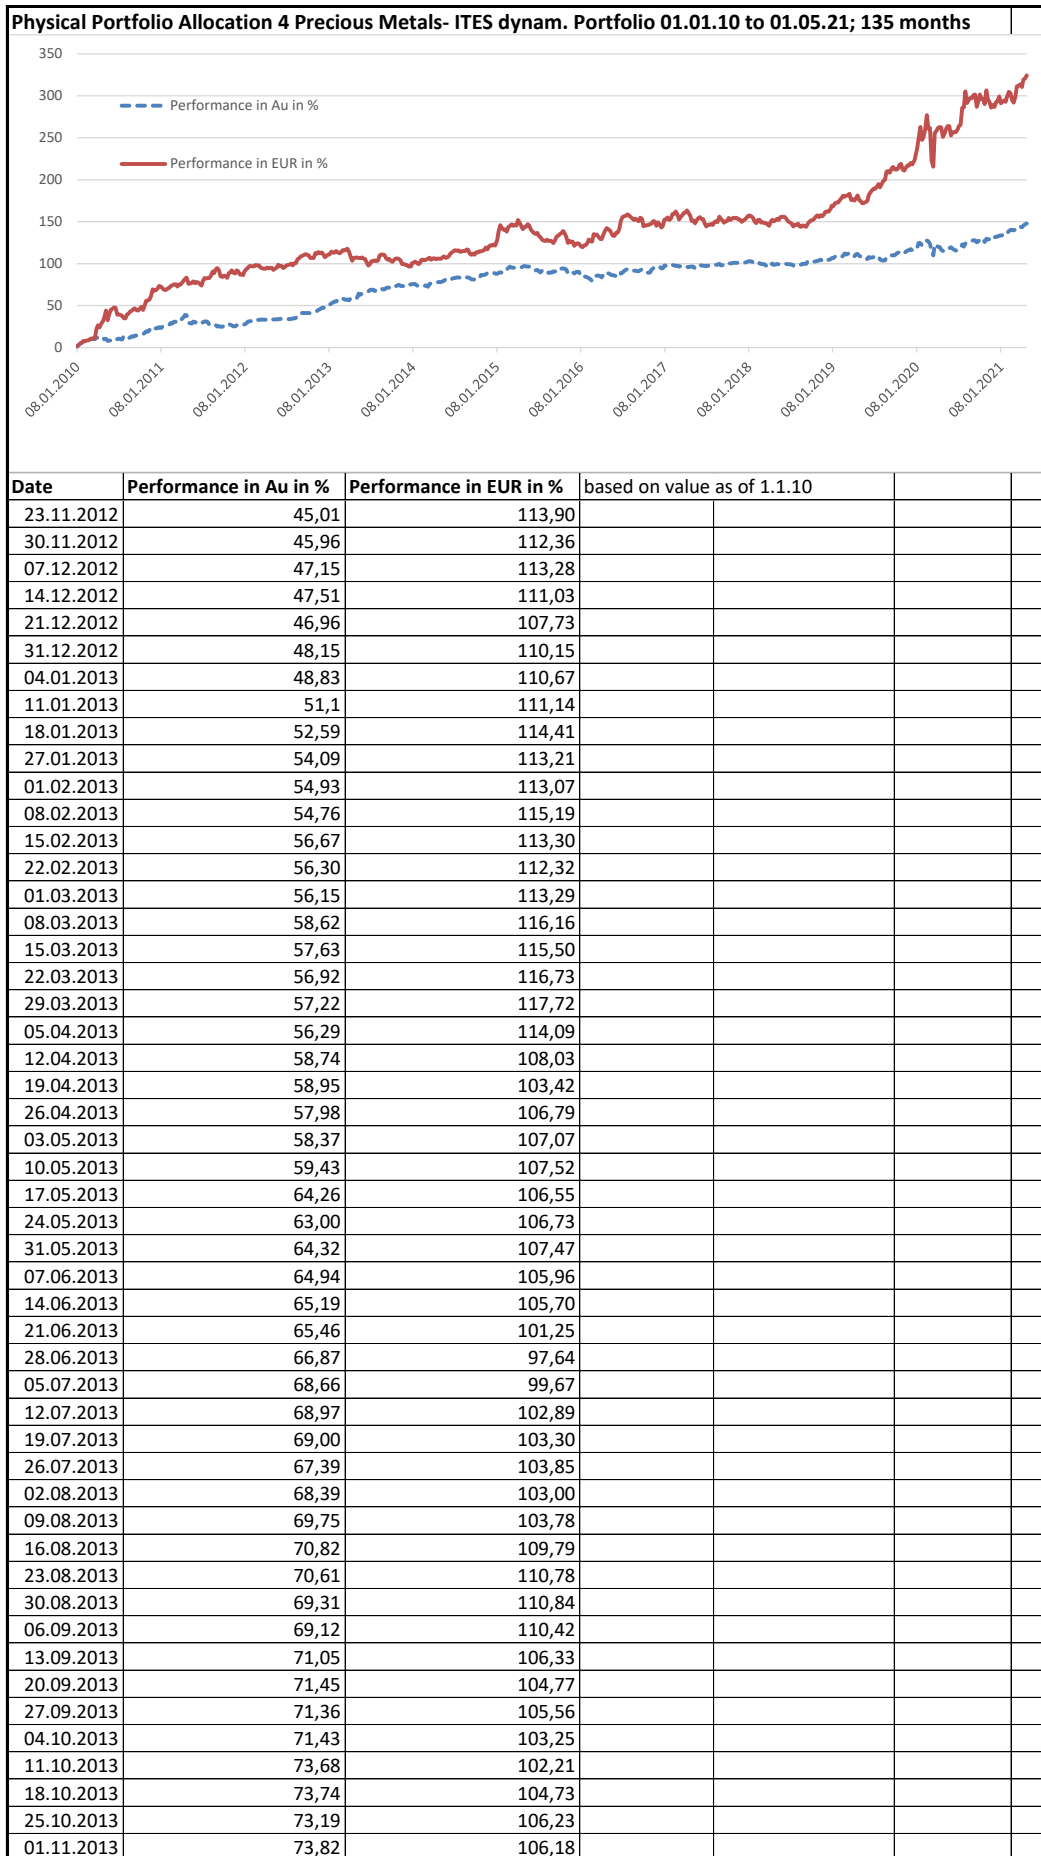 Physical Portfolio Allocation 4 Precious Metals- ITES dynam. Portfolio 01.01.10 to 01.05.21; 135 months
350
300
250
200
150
100
50
0
Performance in Au in %
Performance in EUR in %
08.01.2010
08.01.2011
08.01.2012
08.01.2013
08.01.2014
08.01.2015
08.01.2016
08.01.2017
08.01.2018
08.01.2019
08.01.2020
08.01.2021
Date Performance in Au in % Performance in EUR in % based on value as of 1.1.10
23.11.2012 45,01 113,90
30.11.2012 45,96 112,36
07.12.2012 47,15 113,28
14.12.2012 47,51 111,03
21.12.2012 46,96 107,73
31.12.2012 48,15 110,15
04.01.2013 48,83 110,67
11.01.2013 51,1 111,14
18.01.2013 52,59 114,41
27.01.2013 54,09 113,21
01.02.2013 54,93 113,07
08.02.2013 54,76 115,19
15.02.2013 56,67 113,30
22.02.2013 56,30 112,32
01.03.2013 56,15 113,29
08.03.2013 58,62 116,16
15.03.2013 57,63 115,50
22.03.2013 56,92 116,73
29.03.2013 57,22 117,72
05.04.2013 56,29 114,09
12.04.2013 58,74 108,03
19.04.2013 58,95 103,42
26.04.2013 57,98 106,79
03.05.2013 58,37 107,07
10.05.2013 59,43 107,52
17.05.2013 64,26 106,55
24.05.2013 63,00 106,73
31.05.2013 64,32 107,47
07.06.2013 64,94 105,96
14.06.2013 65,19 105,70
21.06.2013 65,46 101,25
28.06.2013 66,87 97,64
05.07.2013 68,66 99,67
12.07.2013 68,97 102,89
19.07.2013 69,00 103,30
26.07.2013 67,39 103,85
02.08.2013 68,39 103,00
09.08.2013 69,75 103,78
16.08.2013 70,82 109,79
23.08.2013 70,61 110,78
30.08.2013 69,31 110,84
06.09.2013 69,12 110,42
13.09.2013 71,05 106,33
20.09.2013 71,45 104,77
27.09.2013 71,36 105,56
04.10.2013 71,43 103,25
11.10.2013 73,68 102,21
18.10.2013 73,74 104,73
25.10.2013 73,19 106,23
01.11.2013 73,82 106,18